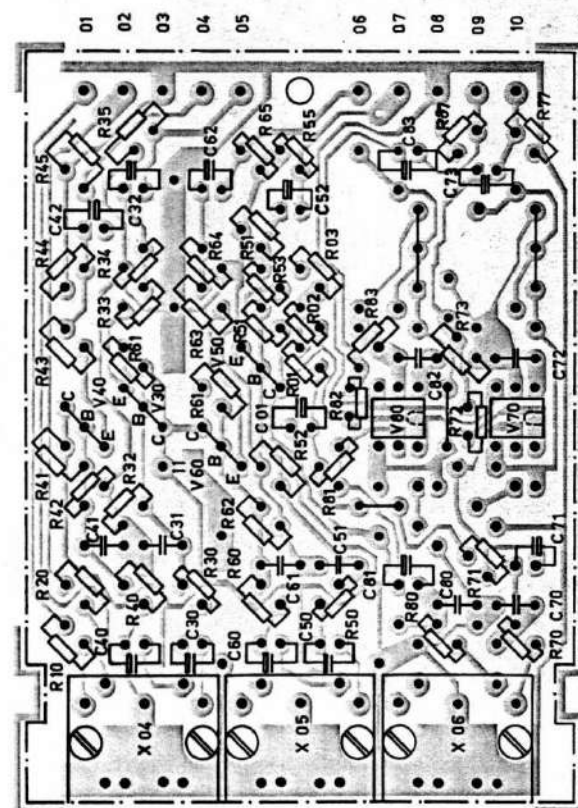 01 02 03 04 05 06 07 08 09 10
R45 R35 C62 R65 R55 C83 R87 R77
C42 C32 C52 C73
R44 R34 R64 R51 R53 R03
R33 R63 R02 R83 R73
R43 R81 V50 E R01 C82 C72
V40 E V30 B C
C B E B C R61 C01 R82 V80 R72 V70
C B E
R41 R42 R32 V60 R52 R61
C41 C31 R62 C51 C71
R20 R40 R30 R60 C61 C81 R80 C80 R71 C70
R10 C40 C30 C60 C50 R50 R70
X 04 X 05 X 06